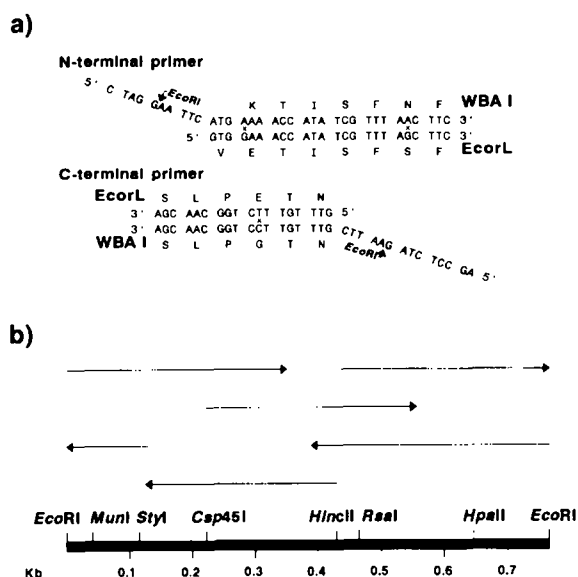 a)
N-terminal primer
5' C TAG GAA TTC ATG AAA ACC ATA TCG TTT AAC TTC 3'
EcoRI
K T I S F N F WBA I
x x
5' GTG GAA ACC ATA TCG TTT AGC TTC 3'
V E T I S F S F EcorL
C-terminal primer
EcorL S L P E T N
3' AGC AAC GGT CTT TGT TTG 5'
x
3' AGC AAC GGT CCT TGT TTG CTT AAG ATC TCC GA 5'
WBA I S L P G T N
EcoRI
b)
EcoRI MunI StyI Csp45I HincII RsaI HpaII EcoRI
Kb 0.1 0.2 0.3 0.4 0.5 0.6 0.7